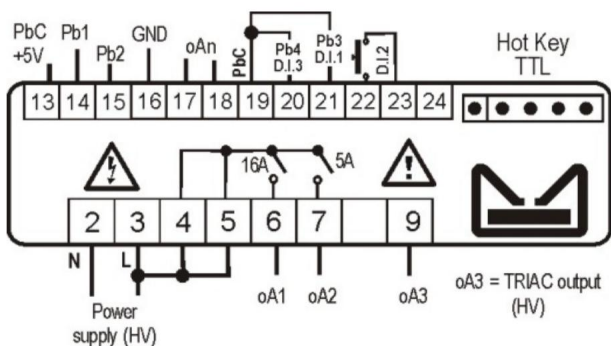 PbC
+5V
Pb1
Pb2
GND
oAn
PbC
Pb4
D.I.3
Pb3
D.I.1
D.I.2
Hot Key
TTL
13 14 15 16 17 18 19 20 21 22 23 24
16A
5A
2 3 4 5 6 7 9
N
L
Power
supply (HV)
oA1
oA2
oA3
oA3 = TRIAC output
(HV)